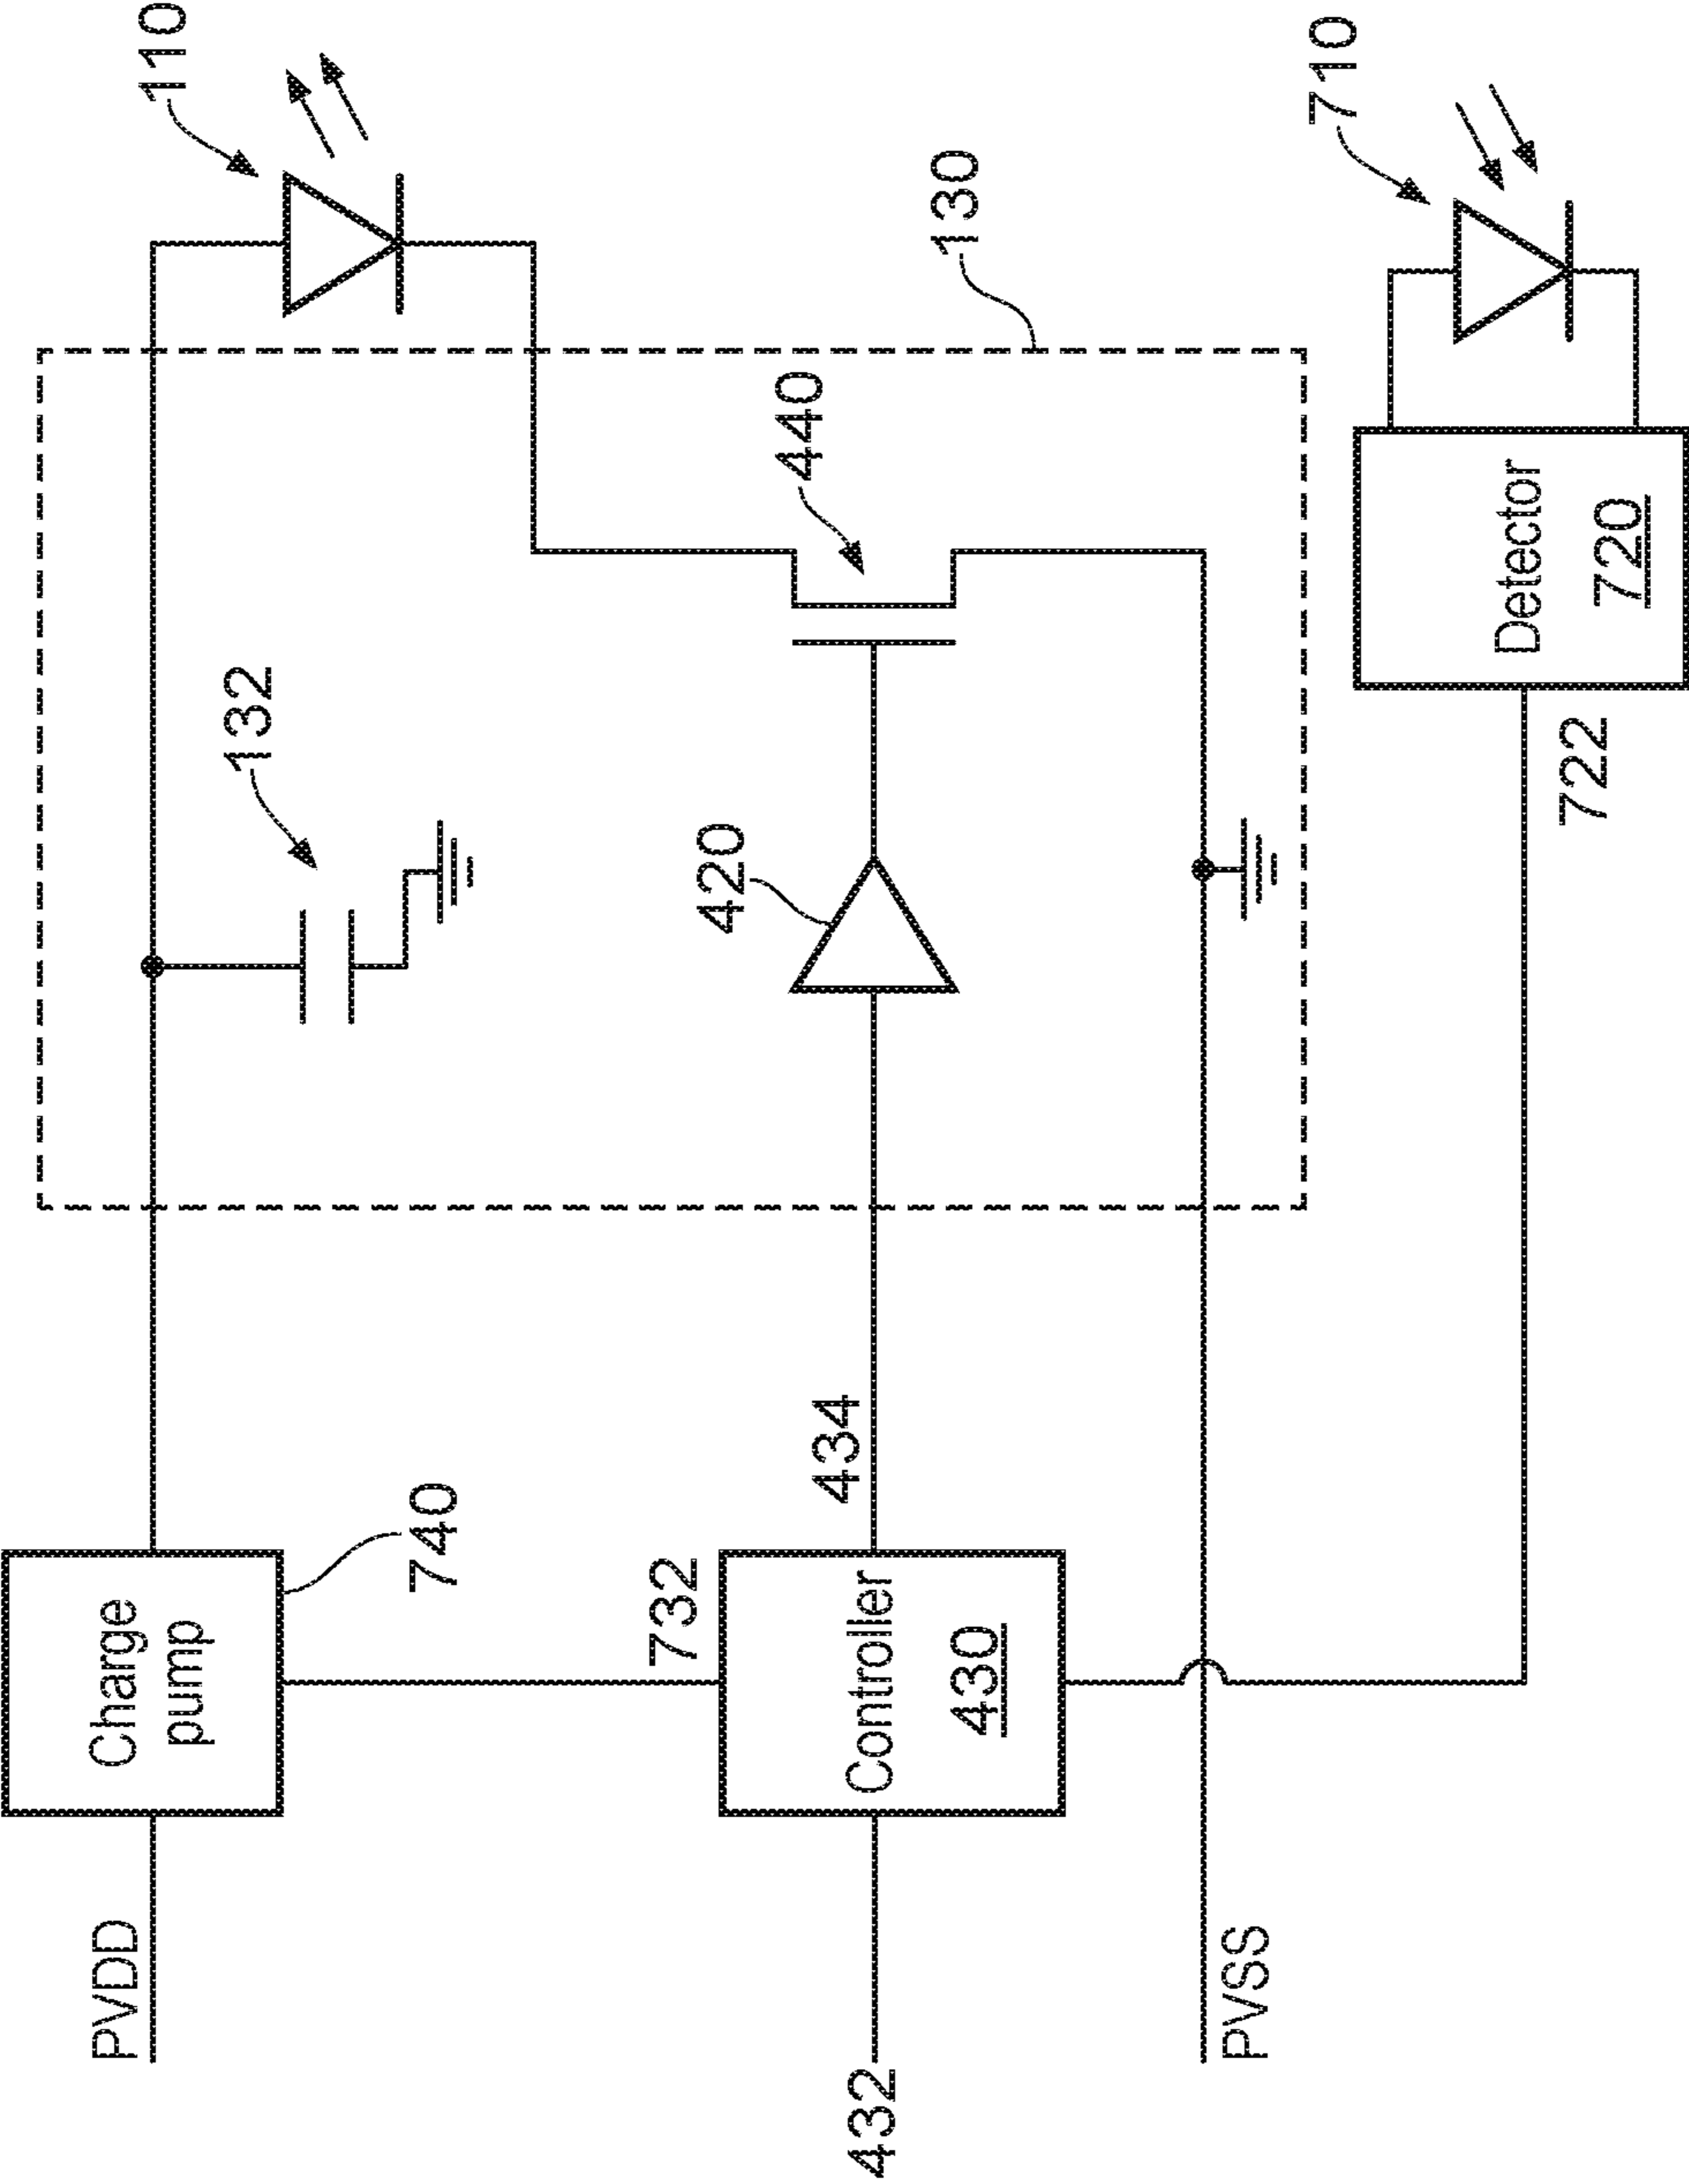 PVDD
Charge
pump
740
132
110
130
432
Controller
430
732
434
420
440
PVSS
722
Detector
720
710